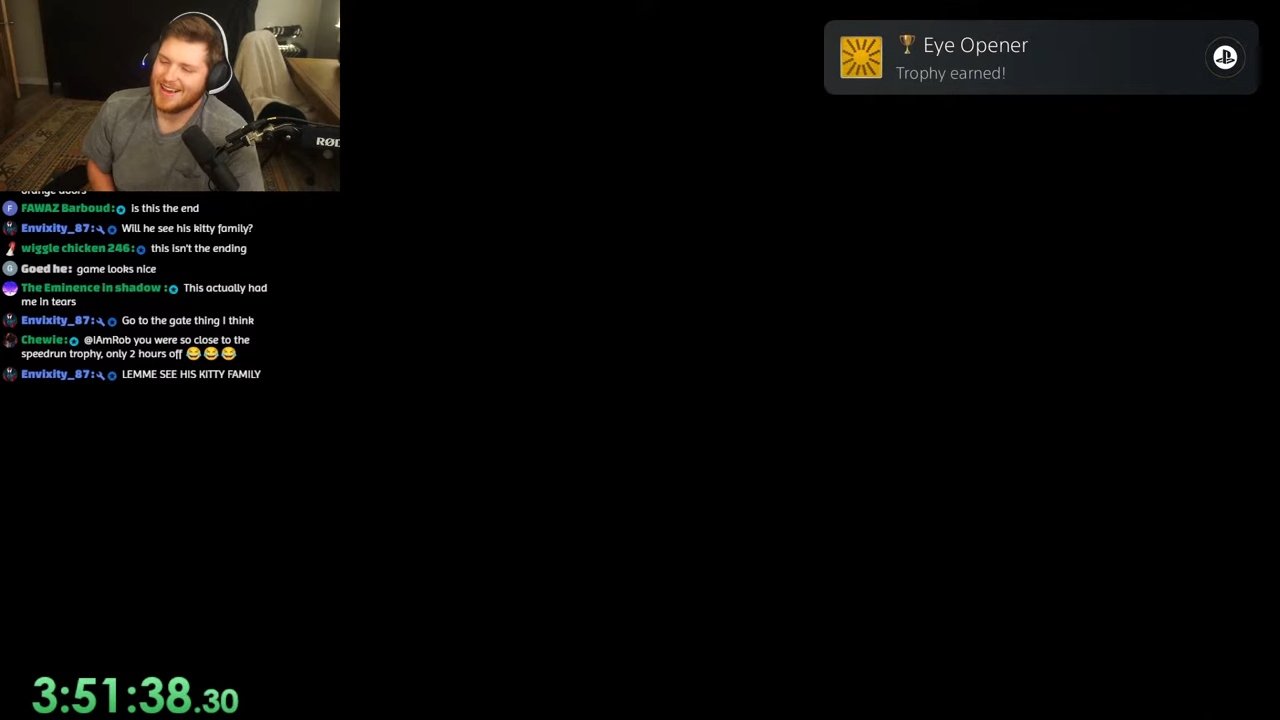 Eye Opener
Trophy earned!
RØD
orange doors
FAWAZ Barboud: is this the end
Envixity_87: Will he see his kitty family?
wiggle chicken 246: this isn't the ending
G Goed he: game looks nice
The Eminence in shadow : This actually had
me in tears
Envixity_87: Go to the gate thing I think
Chewie: @IAmRob you were so close to the
speedrun trophy, only 2 hours off 😂 😂 😂
Envixity_87: LEMME SEE HIS KITTY FAMILY
3:51:38.30